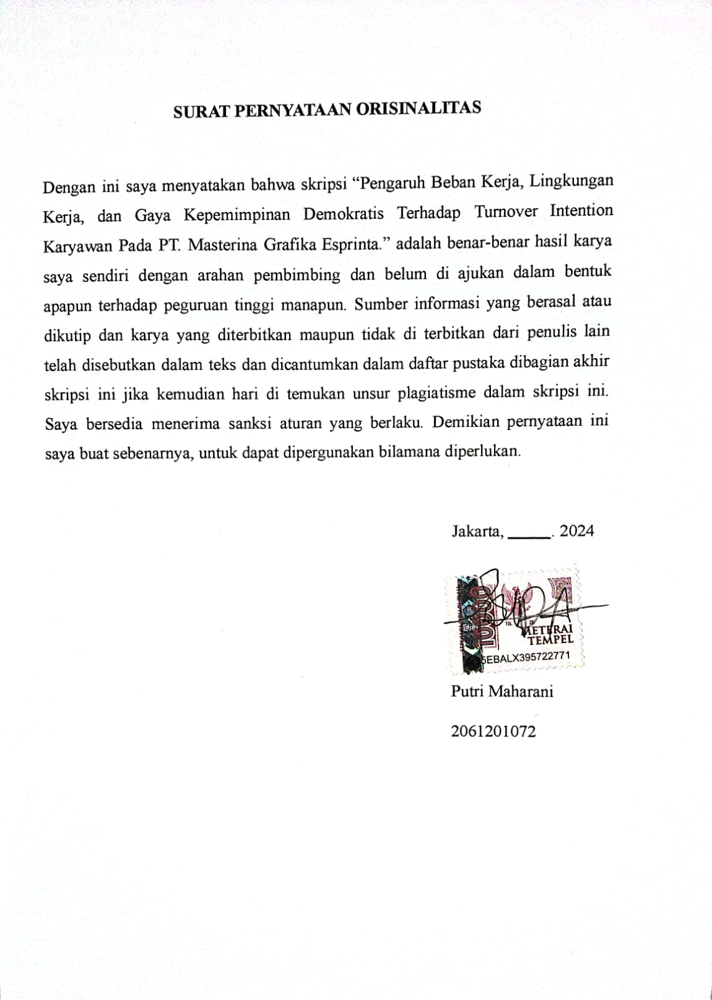 SURAT PERNYATAAN ORISINALITAS
Dengan ini saya menyatakan bahwa skripsi “Pengaruh Beban Kerja, Lingkungan
Kerja, dan Gaya Kepemimpinan Demokratis Terhadap Turnover Intention
Karyawan Pada PT. Masterina Grafika Esprinta.” adalah benar-benar hasil karya
saya sendiri dengan arahan pembimbing dan belum di ajukan dalam bentuk
apapun terhadap peguruan tinggi manapun. Sumber informasi yang berasal atau
dikutip dan karya yang diterbitkan maupun tidak di terbitkan dari penulis lain
telah disebutkan dalam teks dan dicantumkan dalam daftar pustaka dibagian akhir
skripsi ini jika kemudian hari di temukan unsur plagiatisme dalam skripsi ini.
Saya bersedia menerima sanksi aturan yang berlaku. Demikian pernyataan ini
saya buat sebenarnya, untuk dapat dipergunakan bilamana diperlukan.
Jakarta, _____. 2024
djp
TGL.
METERAI
TEMPEL
EBALX395722771
Putri Maharani
2061201072